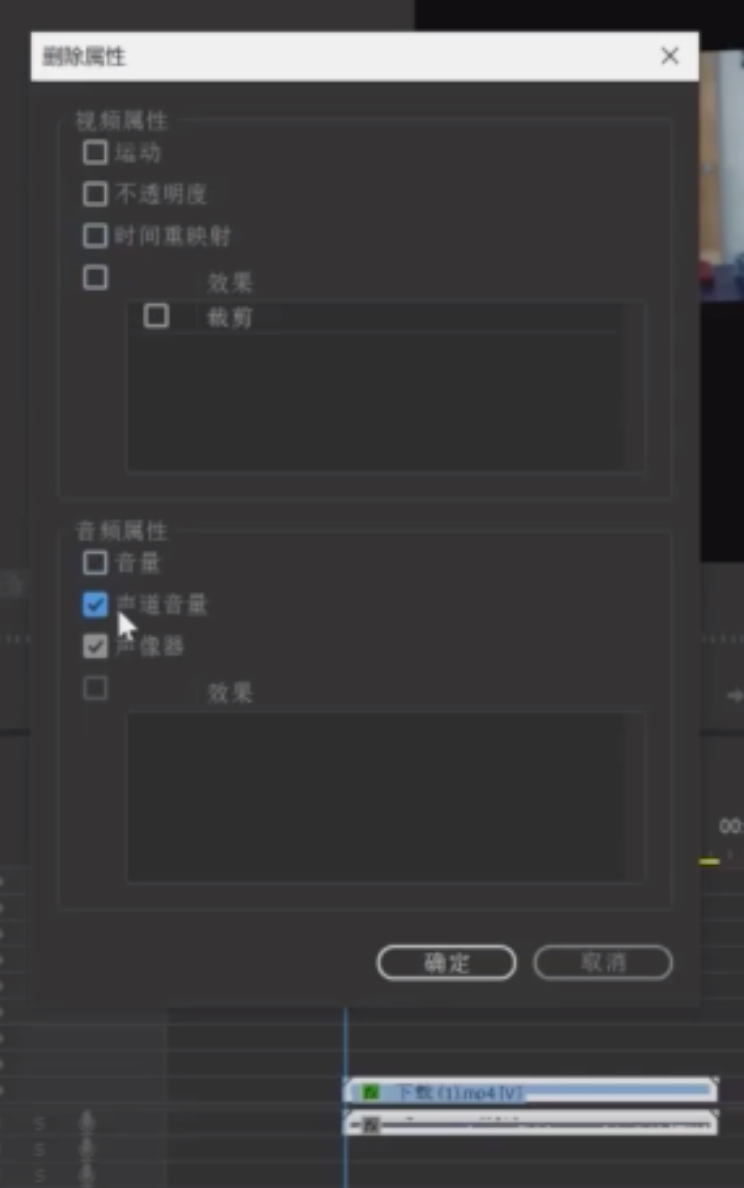 删除属性
视频属性
运动
不透明度
时间重映射
效果
裁剪
音频属性
音量
声道音量
声像器
效果
00:
确定
取消
fx 下载 (1).mp4 [V]
fx
S
S
S